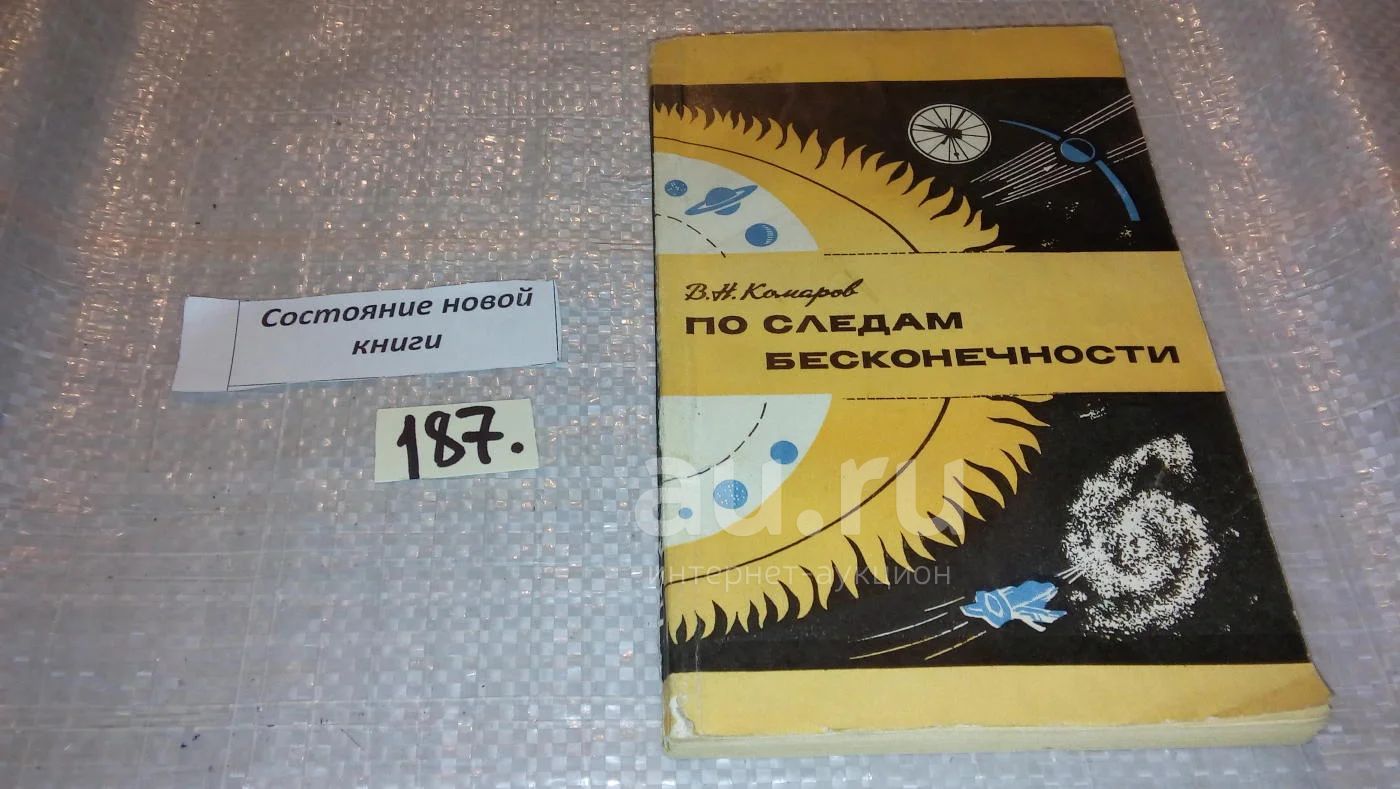 В.Н. Комаров
ПО СЛЕДАМ
БЕСКОНЕЧНОСТИ
Состояние новой
книги
187.
au.ru
интернет-аукцион